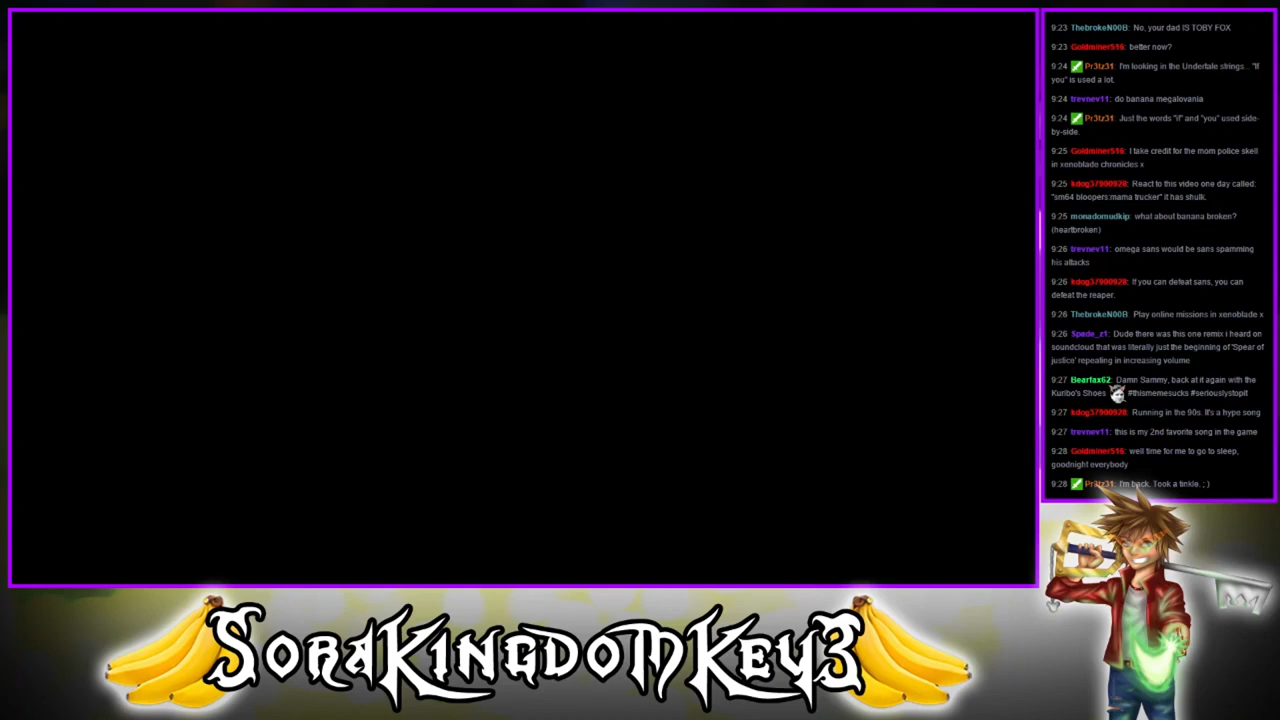 9:23 ThebrokeN00B: No, your dad IS TOBY FOX
9:23 Goldminer516: better now?
9:24 Pr3tz31: I'm looking in the Undertale strings... "If
you" is used a lot.
9:24 trevnev11: do banana megalovania
9:24 Pr3tz31: Just the words "if" and "you" used side-
by-side.
9:25 Goldminer516: I take credit for the mom police skell
in xenoblade chronicles x
9:25 kdog37900928: React to this video one day called:
"sm64 bloopers:mama trucker" it has shulk.
9:25 monadomudkip: what about banana broken?
(heartbroken)
9:26 trevnev11: omega sans would be sans spamming
his attacks
9:26 kdog37900928: If you can defeat sans, you can
defeat the reaper.
9:26 ThebrokeN00B: Play online missions in xenoblade x
9:26 Spade_z1: Dude there was this one remix i heard on
soundcloud that was literally just the beginning of 'Spear of
justice' repeating in increasing volume
9:27 Bearfax62: Damn Sammy, back at it again with the
Kuribo's Shoes #thismemesucks #seriouslystopit
9:27 kdog37900928: Running in the 90s. It's a hype song
9:27 trevnev11: this is my 2nd favorite song in the game
9:28 Goldminer516: well time for me to go to sleep,
goodnight everybody
9:28 Pr3tz31: I'm back. Took a tinkle. ; )
SoraKingdomKey3